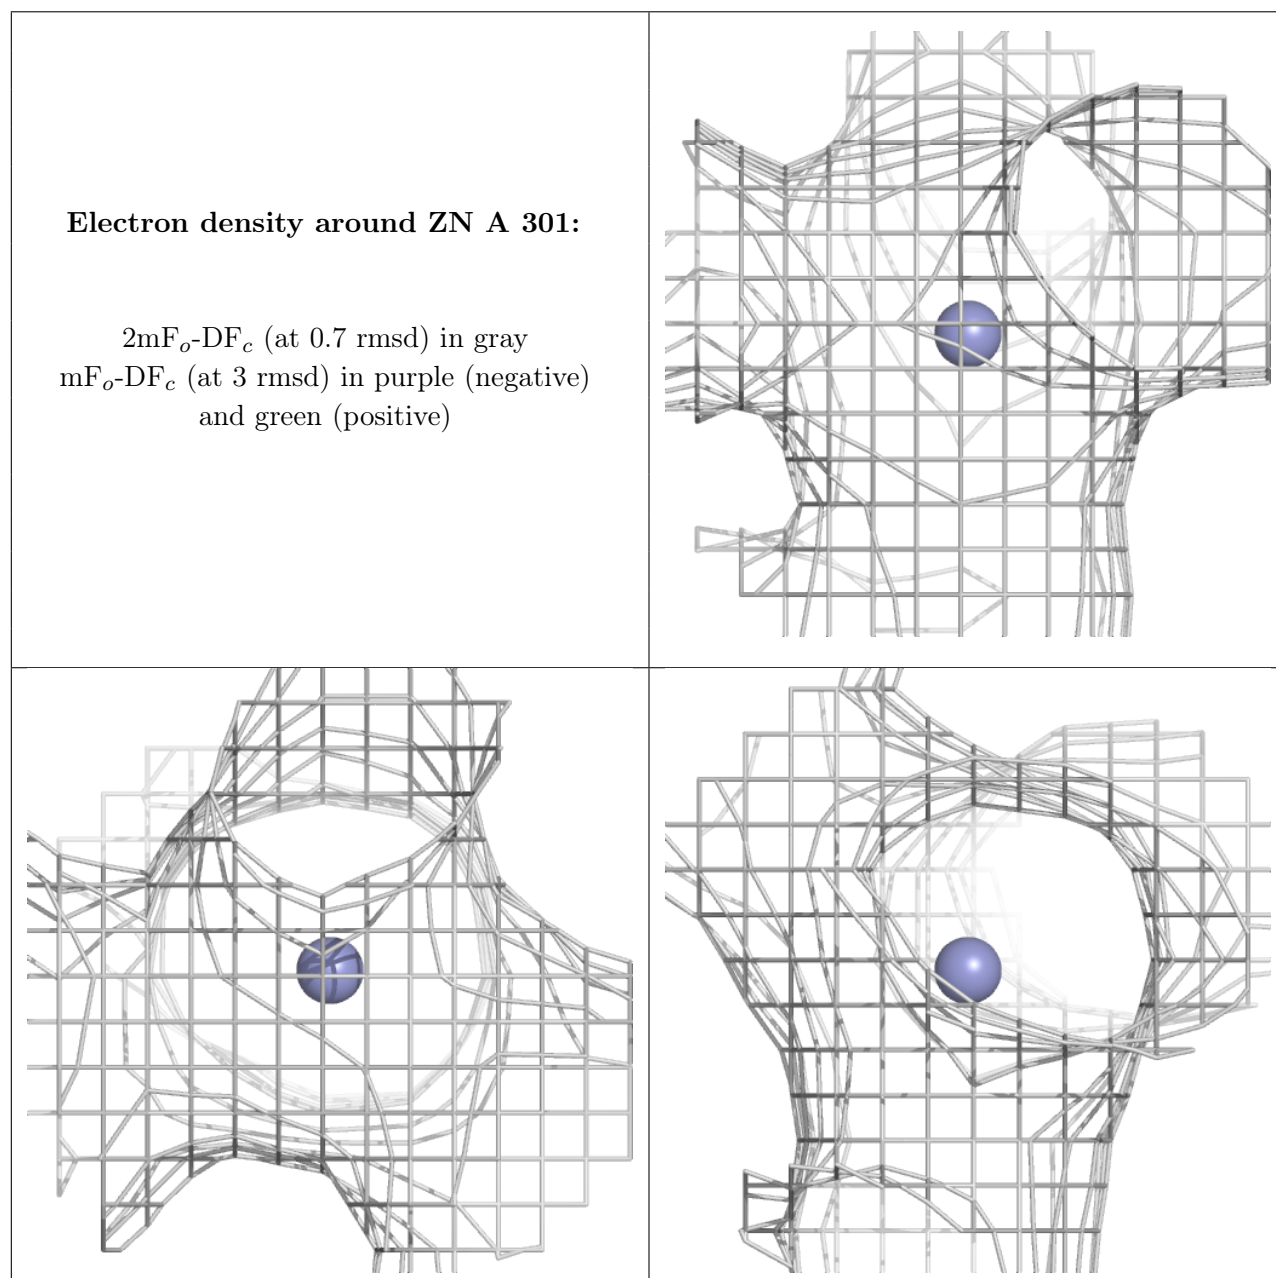 Electron density around ZN A 301:
2mFo-DFc (at 0.7 rmsd) in gray
mFo-DFc (at 3 rmsd) in purple (negative)
and green (positive)